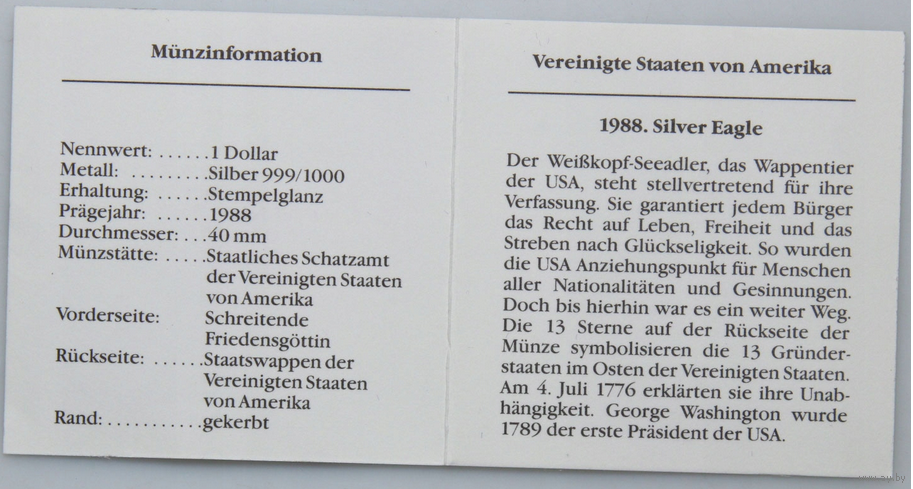 Münzinformation
Nennwert: ......1 Dollar
Metall: .........Silber 999/1000
Erhaltung: ......Stempelglanz
Prägejahr: ......1988
Durchmesser: ...40 mm
Münzstätte: .....Staatliches Schatzamt
der Vereinigten Staaten
von Amerika
Vorderseite: Schreitende
Friedensgöttin
Rückseite: ......Staatswappen der
Vereinigten Staaten
von Amerika
Rand: ...........gekerbt
Vereinigte Staaten von Amerika
1988. Silver Eagle
Der Weißkopf-Seeadler, das Wappentier
der USA, steht stellvertretend für ihre
Verfassung. Sie garantiert jedem Bürger
das Recht auf Leben, Freiheit und das
Streben nach Glückseligkeit. So wurden
die USA Anziehungspunkt für Menschen
aller Nationalitäten und Gesinnungen.
Doch bis hierhin war es ein weiter Weg.
Die 13 Sterne auf der Rückseite der
Münze symbolisieren die 13 Gründer-
staaten im Osten der Vereinigten Staaten.
Am 4. Juli 1776 erklärten sie ihre Unab-
hängigkeit. George Washington wurde
1789 der erste Präsident der USA.